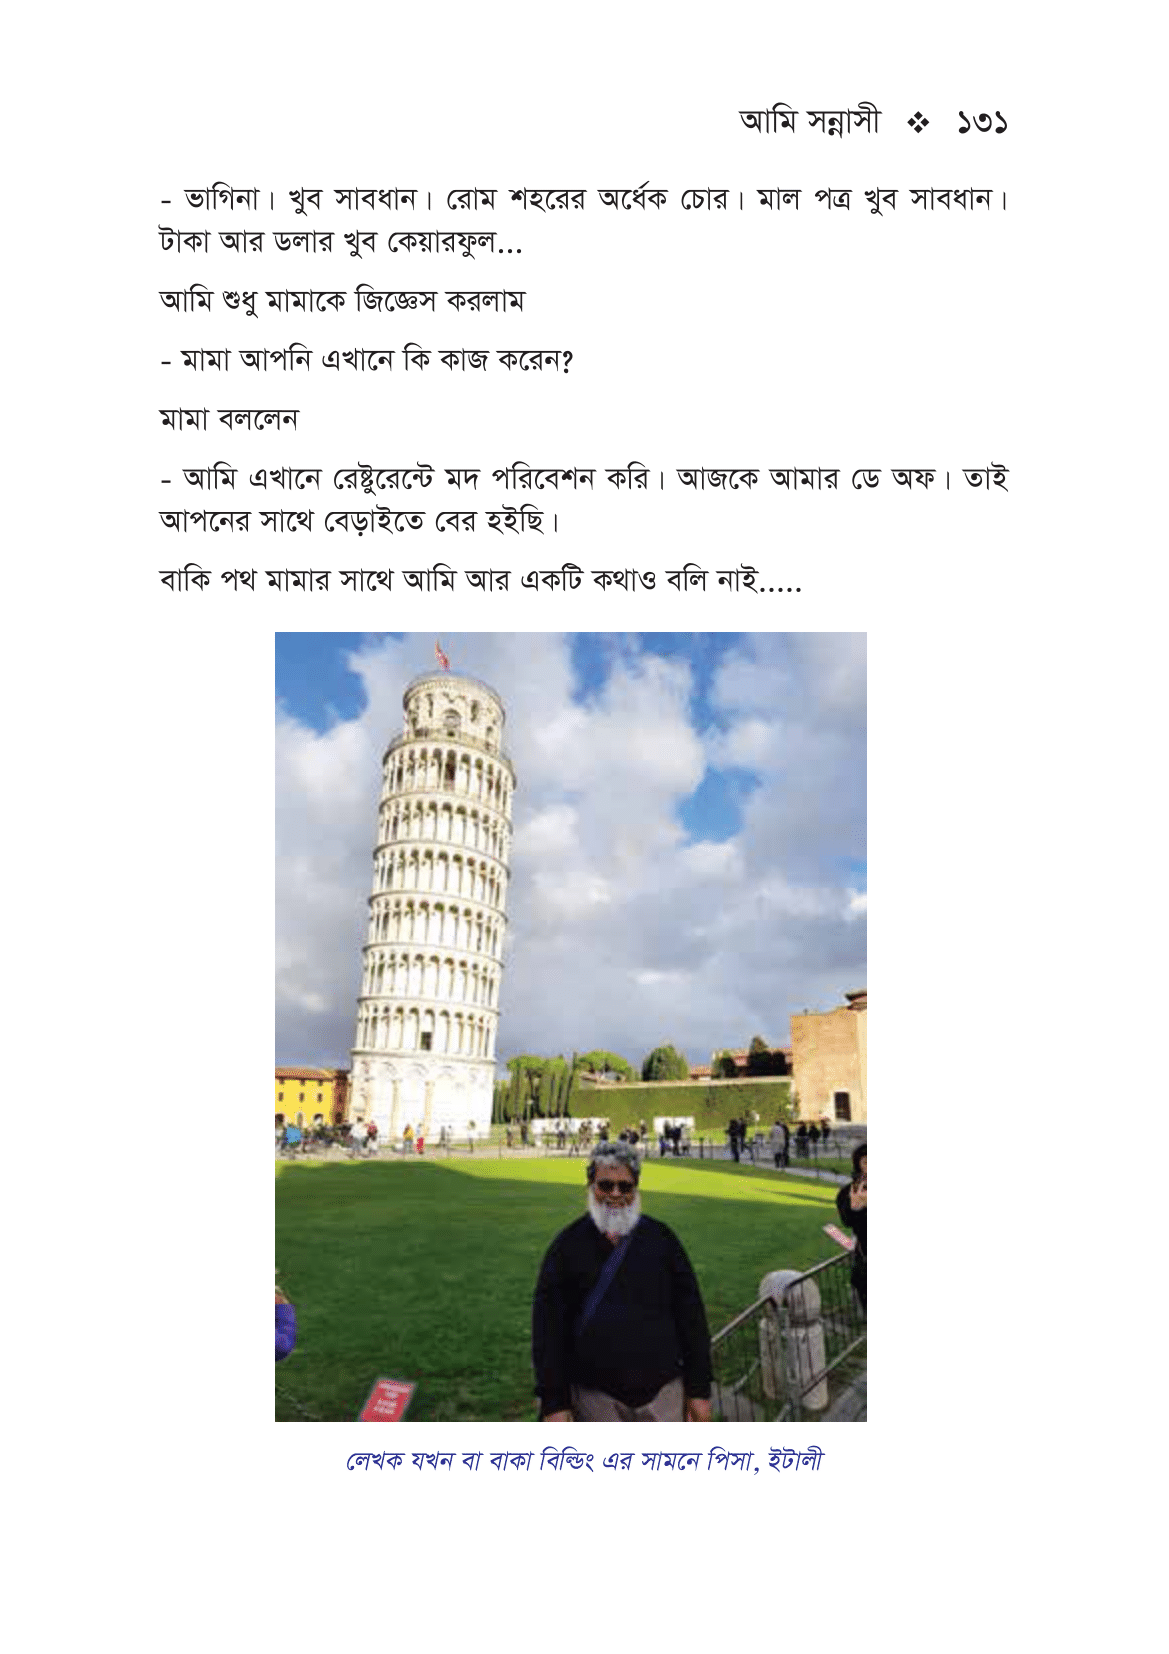 আমি সন্নাসী ❖ ১৩১
- ভাগিনা। খুব সাবধান। রোম শহরের অর্ধেক চোর। মাল পত্র খুব সাবধান।
টাকা আর ডলার খুব কেয়ারফুল...
আমি শুধু মামাকে জিজ্ঞেস করলাম
- মামা আপনি এখানে কি কাজ করেন?
মামা বললেন
- আমি এখানে রেষ্টুরেন্টে মদ পরিবেশন করি। আজকে আমার ডে অফ। তাই
আপনের সাথে বেড়াইতে বের হইছি।
বাকি পথ মামার সাথে আমি আর একটি কথাও বলি নাই.....
লেখক যখন বা বাকা বিল্ডিং এর সামনে পিসা, ইটালী